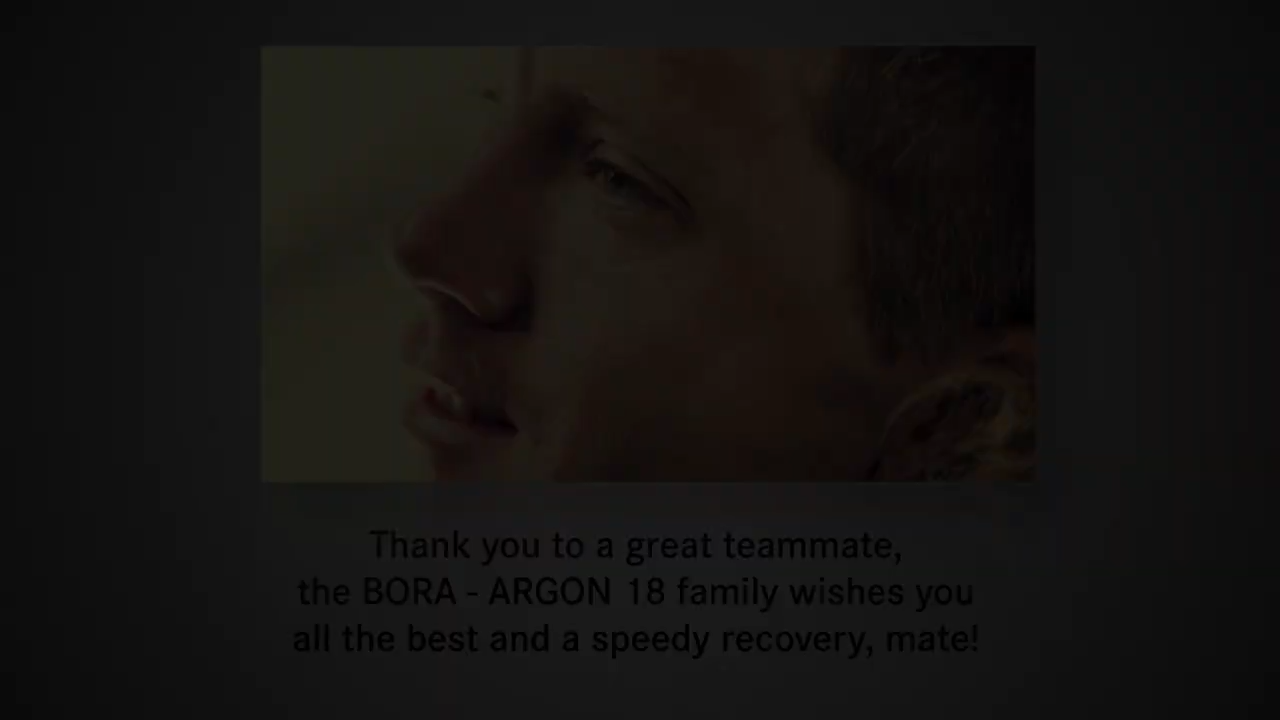 Thank you to a great teammate,
the BORA - ARGON 18 family wishes you
all the best and a speedy recovery, mate!